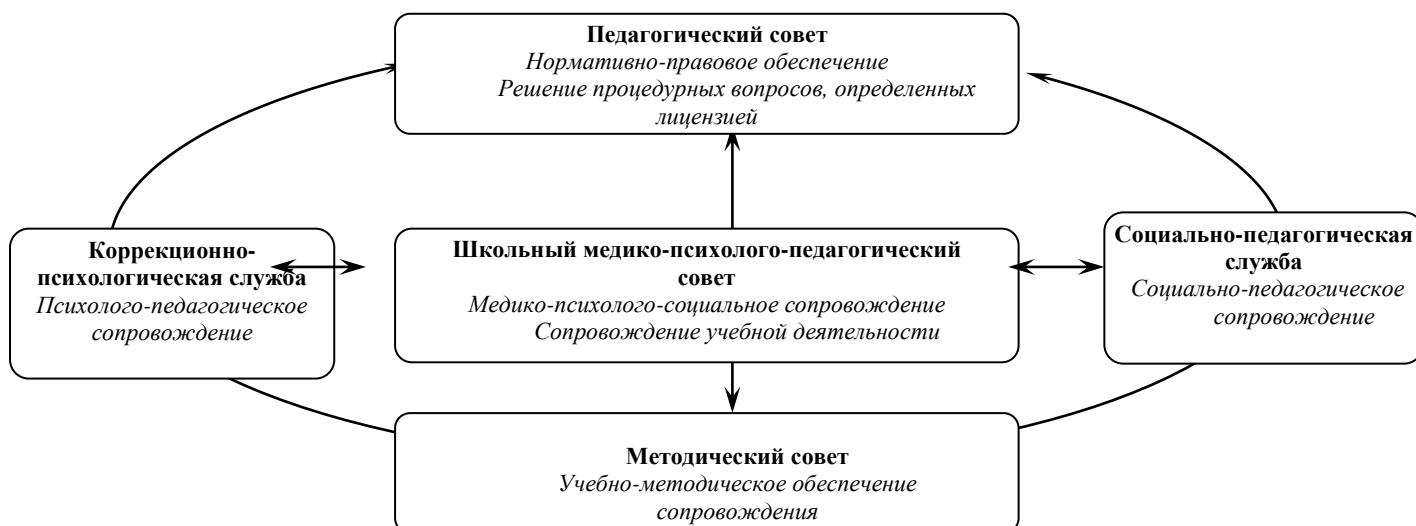 Педагогический совет
Нормативно-правовое обеспечение
Решение процедурных вопросов, определенных
лицензией
Коррекционно-
психологическая служба
Психолого-педагогическое
сопровождение
Школьный медико-психолого-педагогический
совет
Медико-психолого-социальное сопровождение
Сопровождение учебной деятельности
Социально-педагогическая
служба
Социально-педагогическое
сопровождение
Методический совет
Учебно-методическое обеспечение
сопровождения